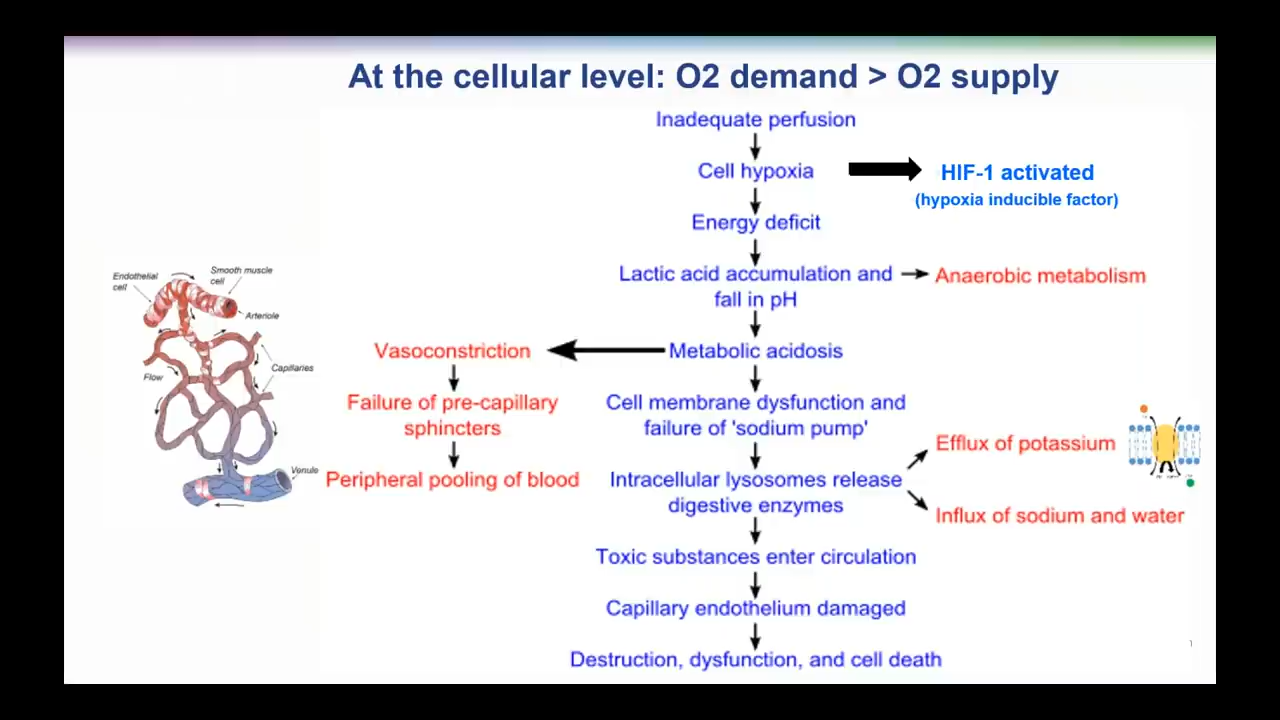 At the cellular level: O2 demand > O2 supply
Inadequate perfusion
Cell hypoxia
HIF-1 activated
(hypoxia inducible factor)
Energy deficit
Lactic acid accumulation and
fall in pH
Anaerobic metabolism
Metabolic acidosis
Vasoconstriction
Failure of pre-capillary
sphincters
Peripheral pooling of blood
Cell membrane dysfunction and
failure of 'sodium pump'
Intracellular lysosomes release
digestive enzymes
Efflux of potassium
Influx of sodium and water
Toxic substances enter circulation
Capillary endothelium damaged
Destruction, dysfunction, and cell death
Endothelial
cell
Smooth muscle
cell
Arteriole
Capillaries
Flow
Venule
1